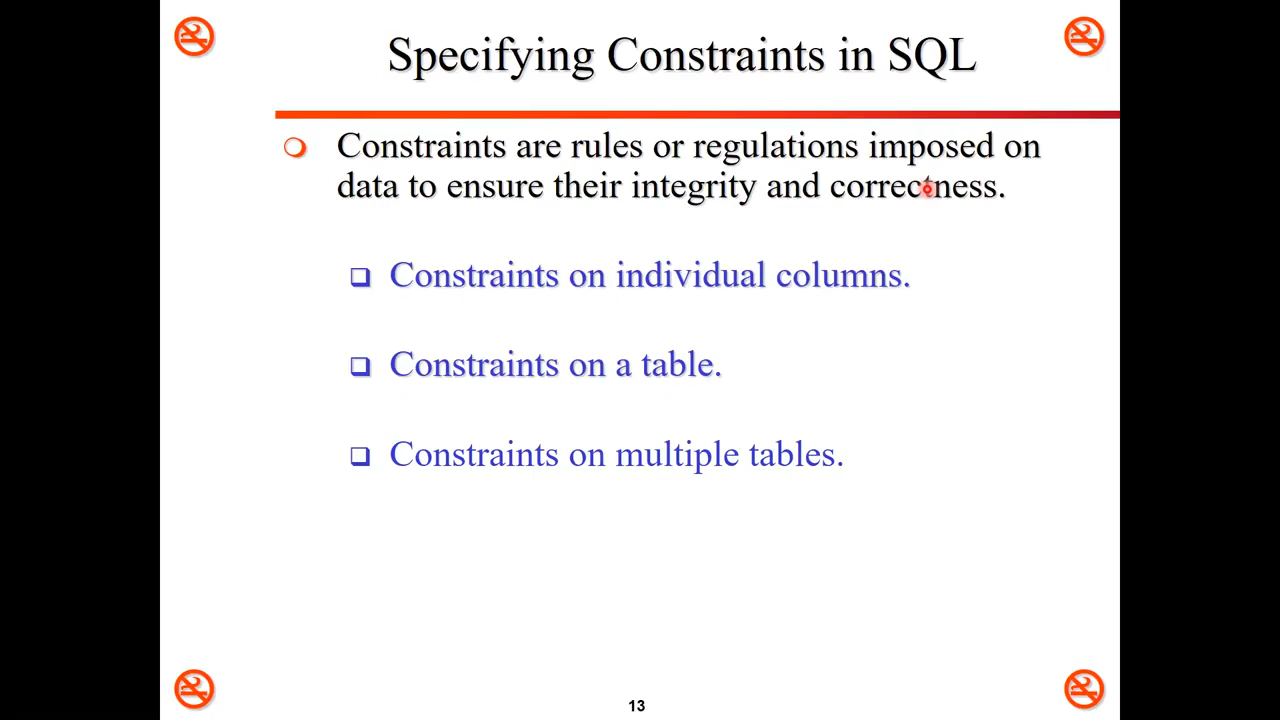 Specifying Constraints in SQL
Constraints are rules or regulations imposed on
data to ensure their integrity and correctness.
Constraints on individual columns.
Constraints on a table.
Constraints on multiple tables.
13